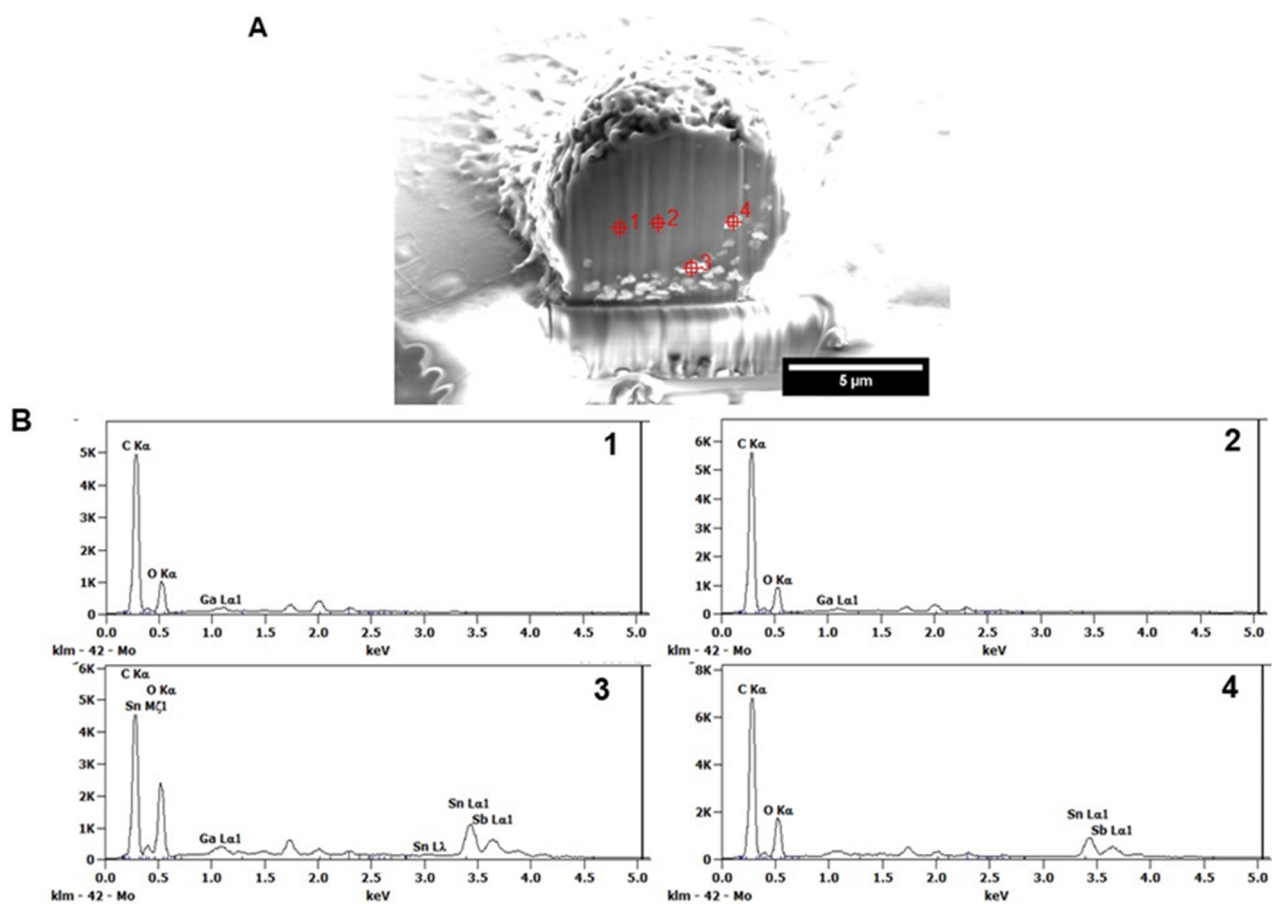 A
1 2 4
3
5 µm
B
1
C Kα
5K
4K
3K
2K
1K
O Kα
Ga Lα1
0
0.0 0.5 1.0 1.5 2.0 2.5 3.0 3.5 4.0 4.5 5.0
klm - 42 - Mo keV
2
C Kα
6K
5K
4K
3K
2K
1K
O Kα
Ga Lα1
0
0.0 0.5 1.0 1.5 2.0 2.5 3.0 3.5 4.0 4.5 5.0
klm - 42 - Mo keV
3
6K
C Kα
O Kα
Sn Mζ1
5K
4K
3K
2K
1K
Sn Lα1
Sb Lα1
Ga Lα1
Sn Lλ
0
0.0 0.5 1.0 1.5 2.0 2.5 3.0 3.5 4.0 4.5 5.0
klm - 42 - Mo keV
4
8K
C Kα
6K
4K
2K
O Kα
Sn Lα1
Sb Lα1
0
0.0 0.5 1.0 1.5 2.0 2.5 3.0 3.5 4.0 4.5 5.0
klm - 42 - Mo keV